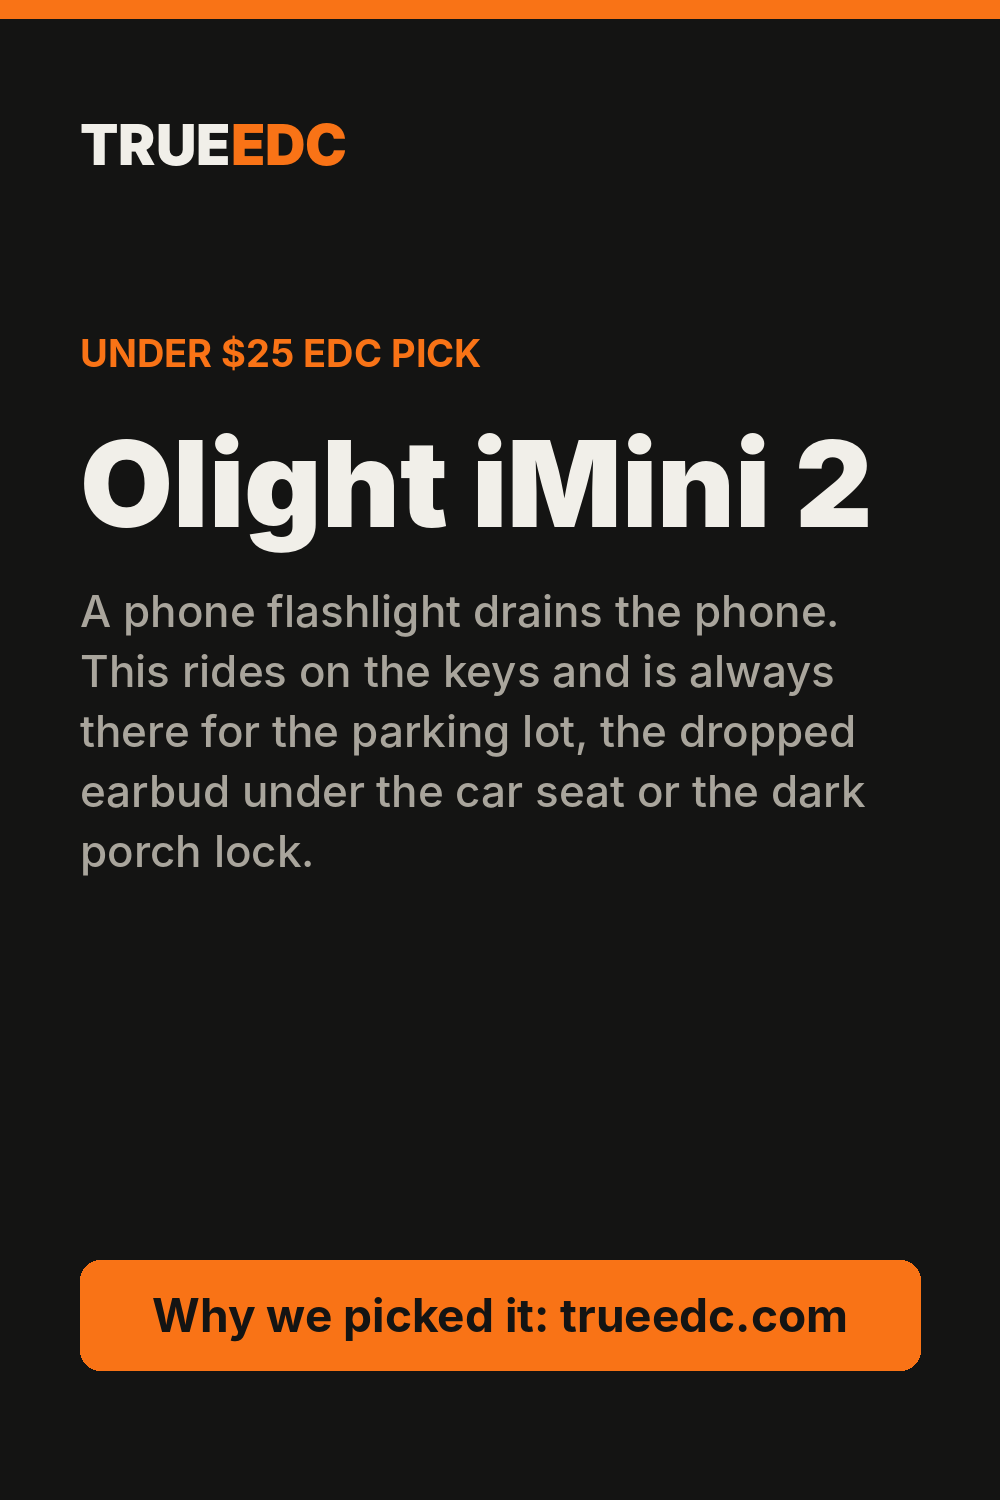 TRUEEDC
UNDER $25 EDC PICK
Olight iMini 2
A phone flashlight drains the phone.
This rides on the keys and is always
there for the parking lot, the dropped
earbud under the car seat or the dark
porch lock.
Why we picked it: trueedc.com